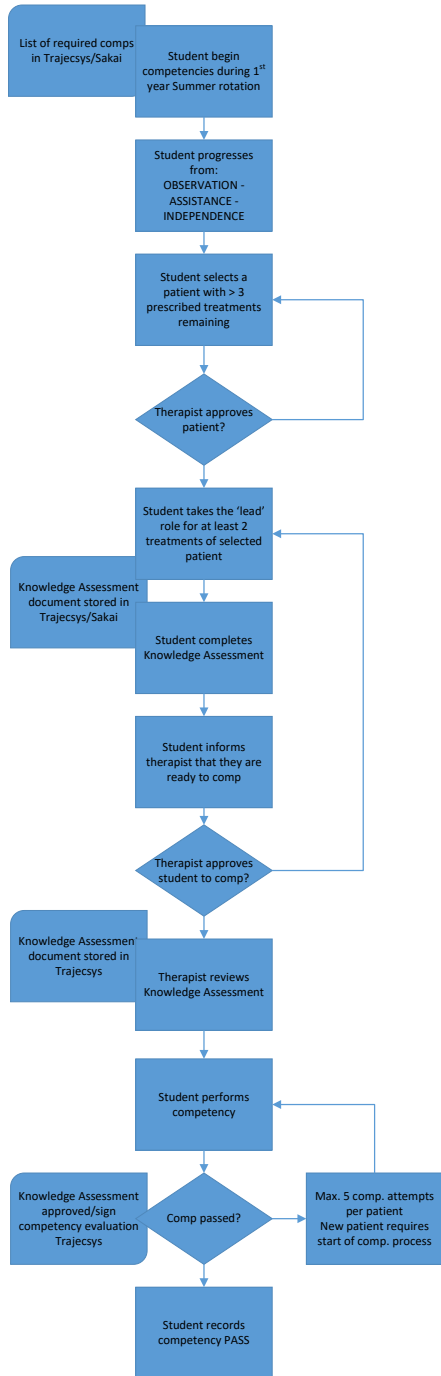 List of required comps
in Trajecsys/Sakai
Student begin
competencies during 1st
year Summer rotation
Student progresses
from:
OBSERVATION -
ASSISTANCE -
INDEPENDENCE
Student selects a
patient with > 3
prescribed treatments
remaining
Therapist approves
patient?
Student takes the ‘lead’
role for at least 2
treatments of selected
patient
Knowledge Assessment
document stored in
Trajecsys/Sakai
Student completes
Knowledge Assessment
Student informs
therapist that they are
ready to comp
Therapist approves
student to comp?
Knowledge Assessment
document stored in
Trajecsys
Therapist reviews
Knowledge Assessment
Student performs
competency
Knowledge Assessment
approved/sign
competency evaluation
Trajecsys
Comp passed?
Max. 5 comp. attempts
per patient
New patient requires
start of comp. process
Student records
competency PASS